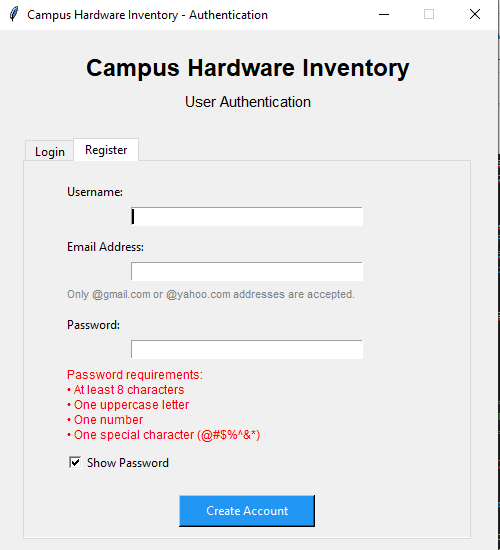 Campus Hardware Inventory - Authentication
Campus Hardware Inventory
User Authentication
Login
Register
Username:
Email Address:
Only @gmail.com or @yahoo.com addresses are accepted.
Password:
Password requirements:
• At least 8 characters
• One uppercase letter
• One number
• One special character (@#$%^&*)
Show Password
Create Account